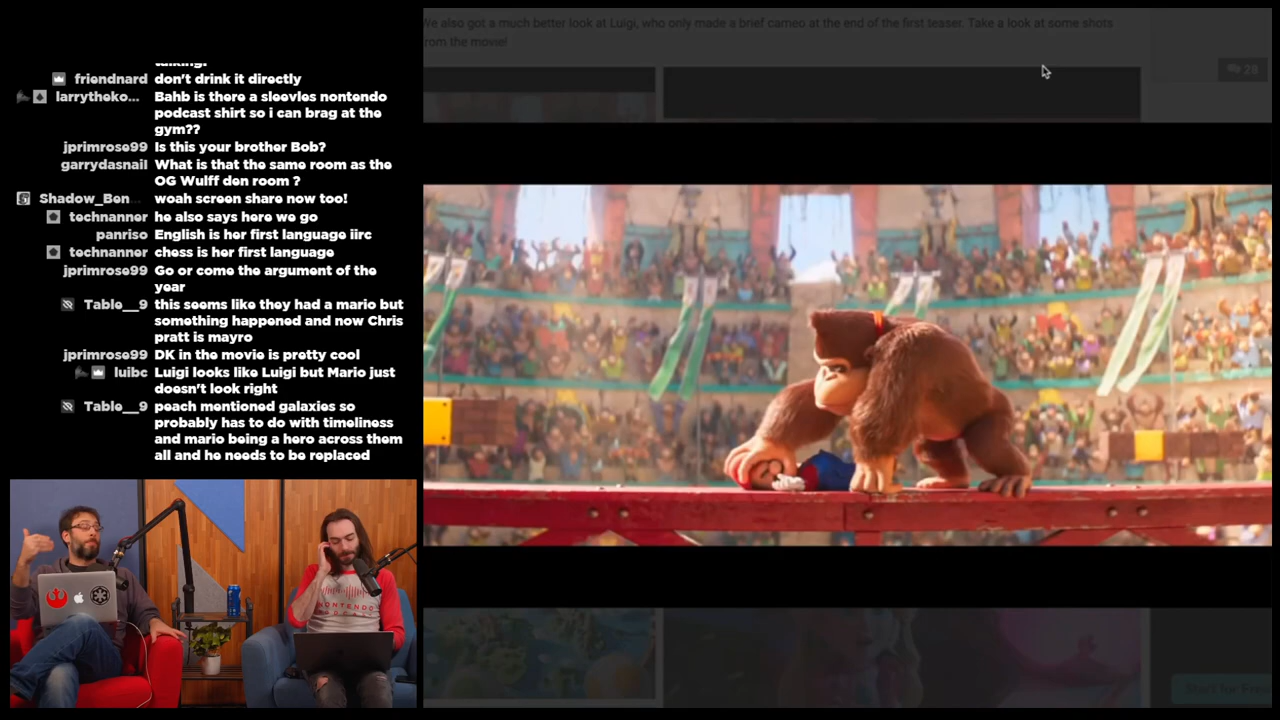 talking!
friendnard don't drink it directly
larrytheko... Bahb is there a sleevles nontendo
podcast shirt so i can brag at the
gym??
jprimrose99 Is this your brother Bob?
garrydasnail What is that the same room as the
OG Wulff den room ?
Shadow_Ben... woah screen share now too!
technanner he also says here we go
panriso English is her first language iirc
technanner chess is her first language
jprimrose99 Go or come the argument of the
year
Table__9 this seems like they had a mario but
something happened and now Chris
pratt is mayro
jprimrose99 DK in the movie is pretty cool
luibc Luigi looks like Luigi but Mario just
doesn't look right
Table__9 peach mentioned galaxies so
probably has to do with timeliness
and mario being a hero across them
all and he needs to be replaced
We also got a much better look at Luigi, who only made a brief cameo at the end of the first teaser. Take a look at some shots
from the movie!
28
Start for Free
NONTENDO